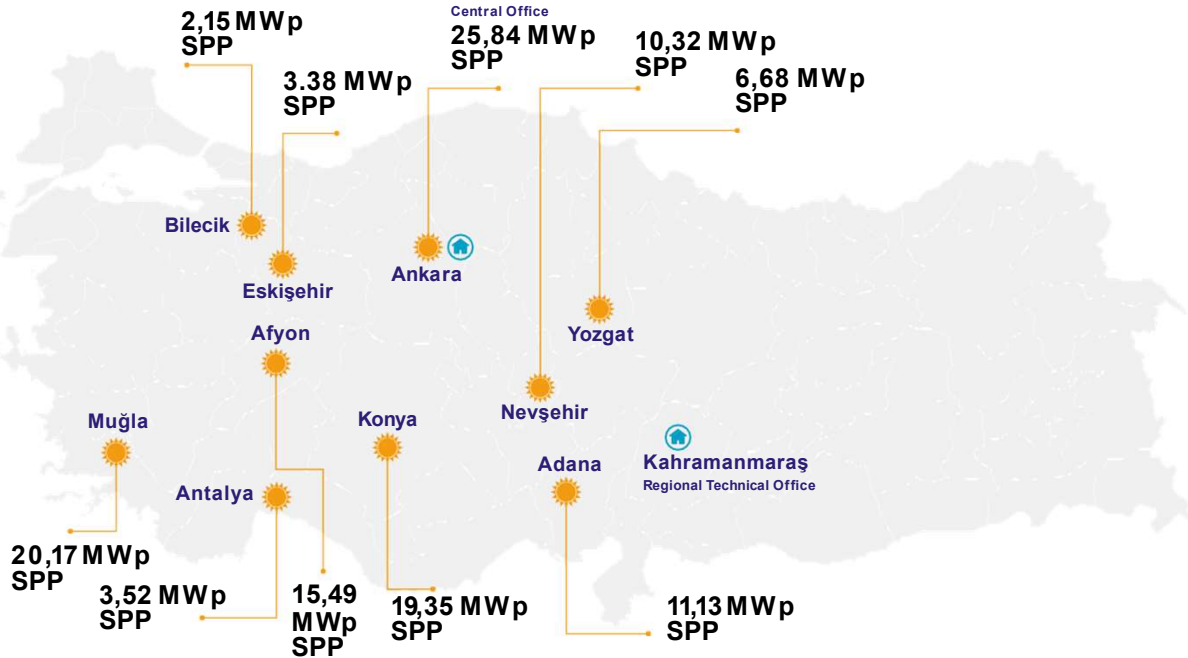 2,15 MWp
SPP
3.38 MWp
SPP
Central Office
25,84 MWp
SPP
10,32 MWp
SPP
6,68 MWp
SPP
Bilecik
Eskişehir
Ankara
Afyon
Yozgat
Muğla
Konya
Nevşehir
Antalya
Adana
Kahramanmaraş
Regional Technical Office
20,17 MWp
SPP
3,52 MWp
SPP
15,49
MWp
SPP
19,35 MWp
SPP
11,13 MWp
SPP